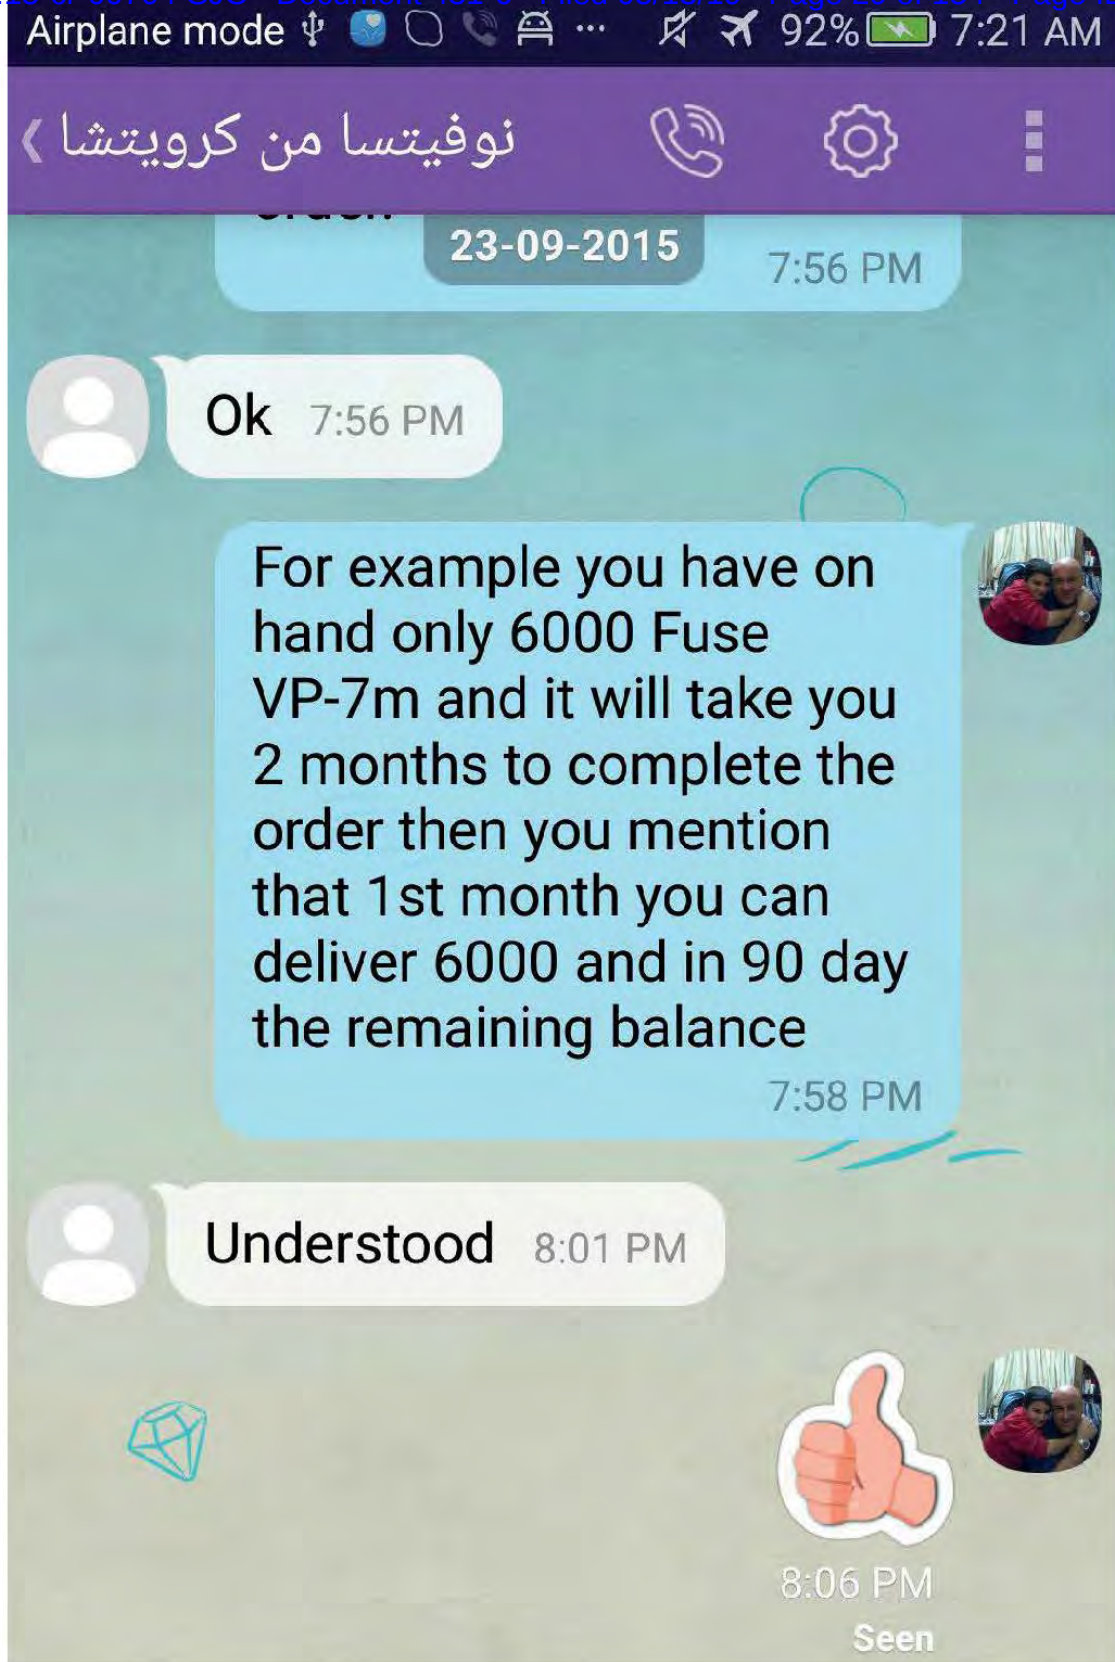 Airplane mode 92% 7:21 AM
نوفيتسا من كرويتشا
23-09-2015
7:56 PM
Ok 7:56 PM
For example you have on
hand only 6000 Fuse
VP-7m and it will take you
2 months to complete the
order then you mention
that 1st month you can
deliver 6000 and in 90 day
the remaining balance
7:58 PM
Understood 8:01 PM
8:06 PM
Seen